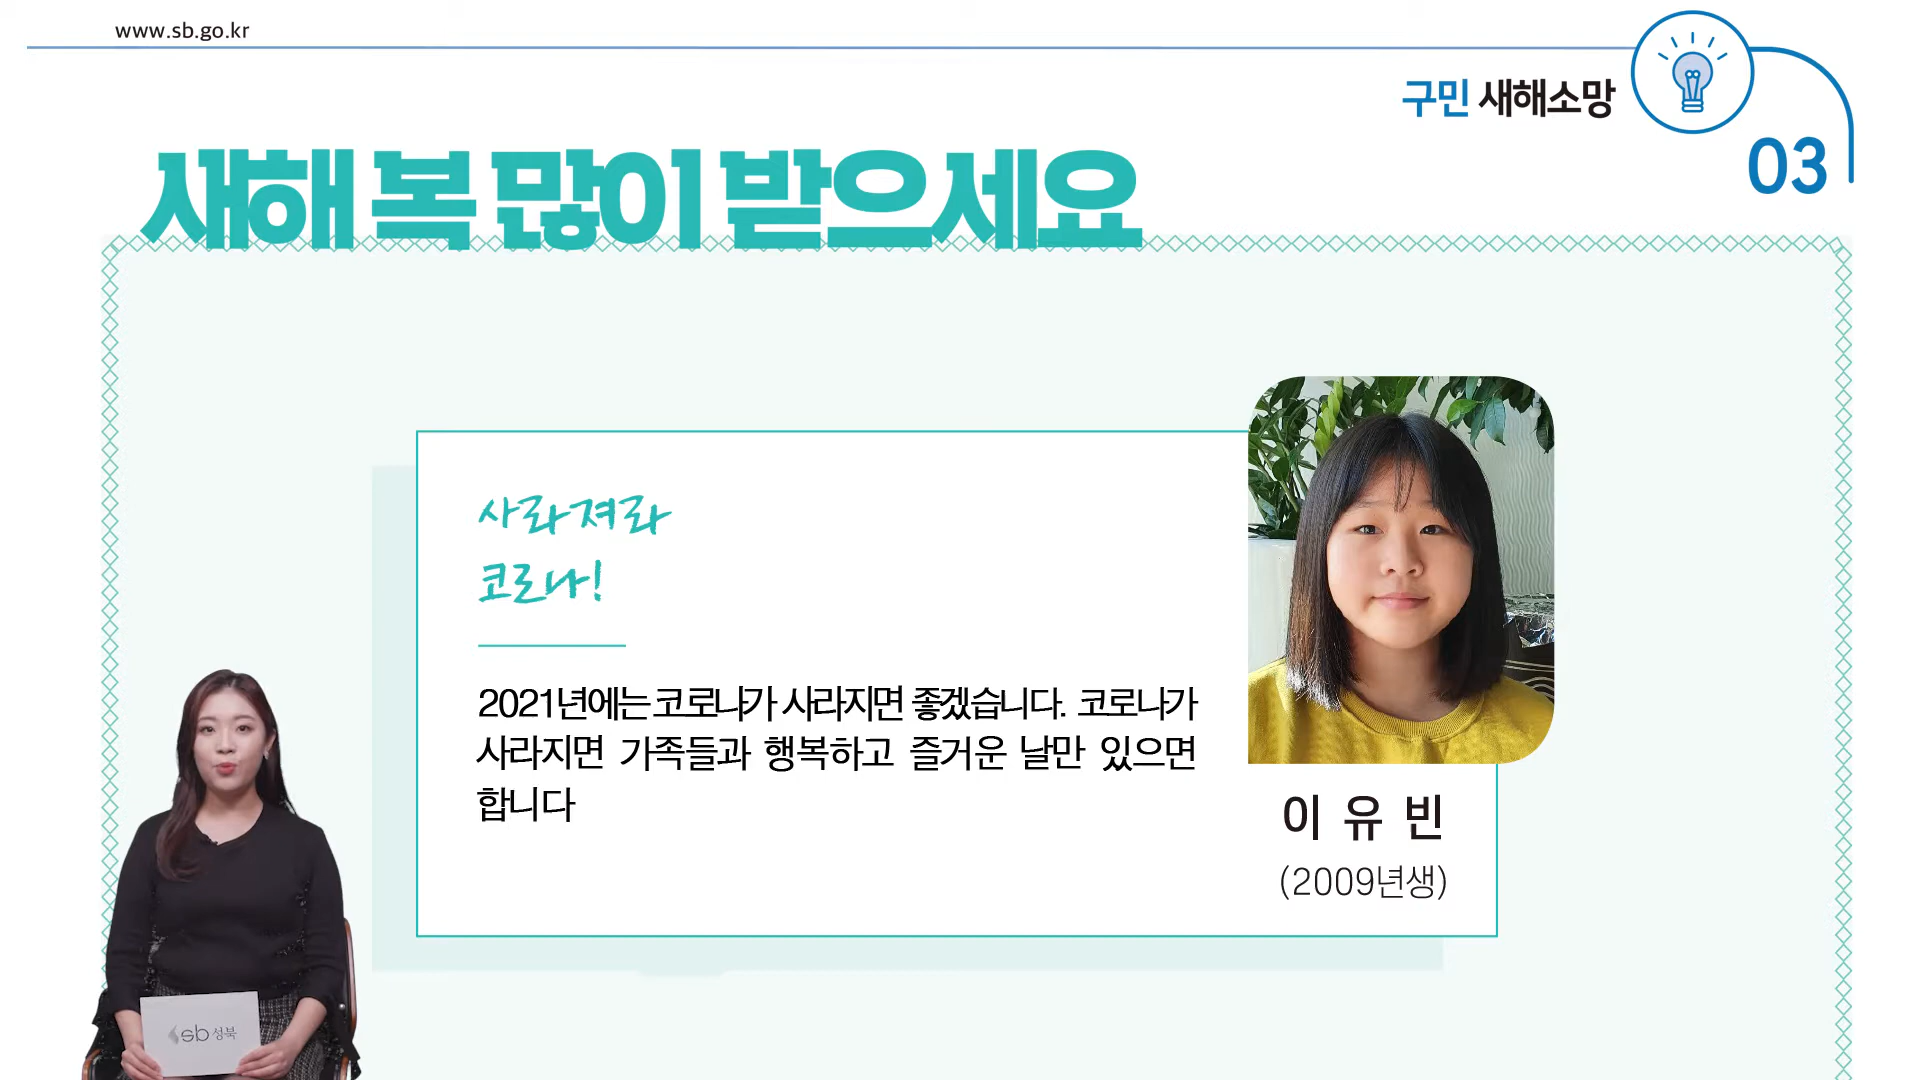 www.sb.go.kr
구민 새해소망
03
새해 복 많이 받으세요
사라져라
코로나!
2021년에는 코로나가 사라지면 좋겠습니다. 코로나가
사라지면 가족들과 행복하고 즐거운 날만 있으면
합니다
이유빈
(2009년생)
sb성북